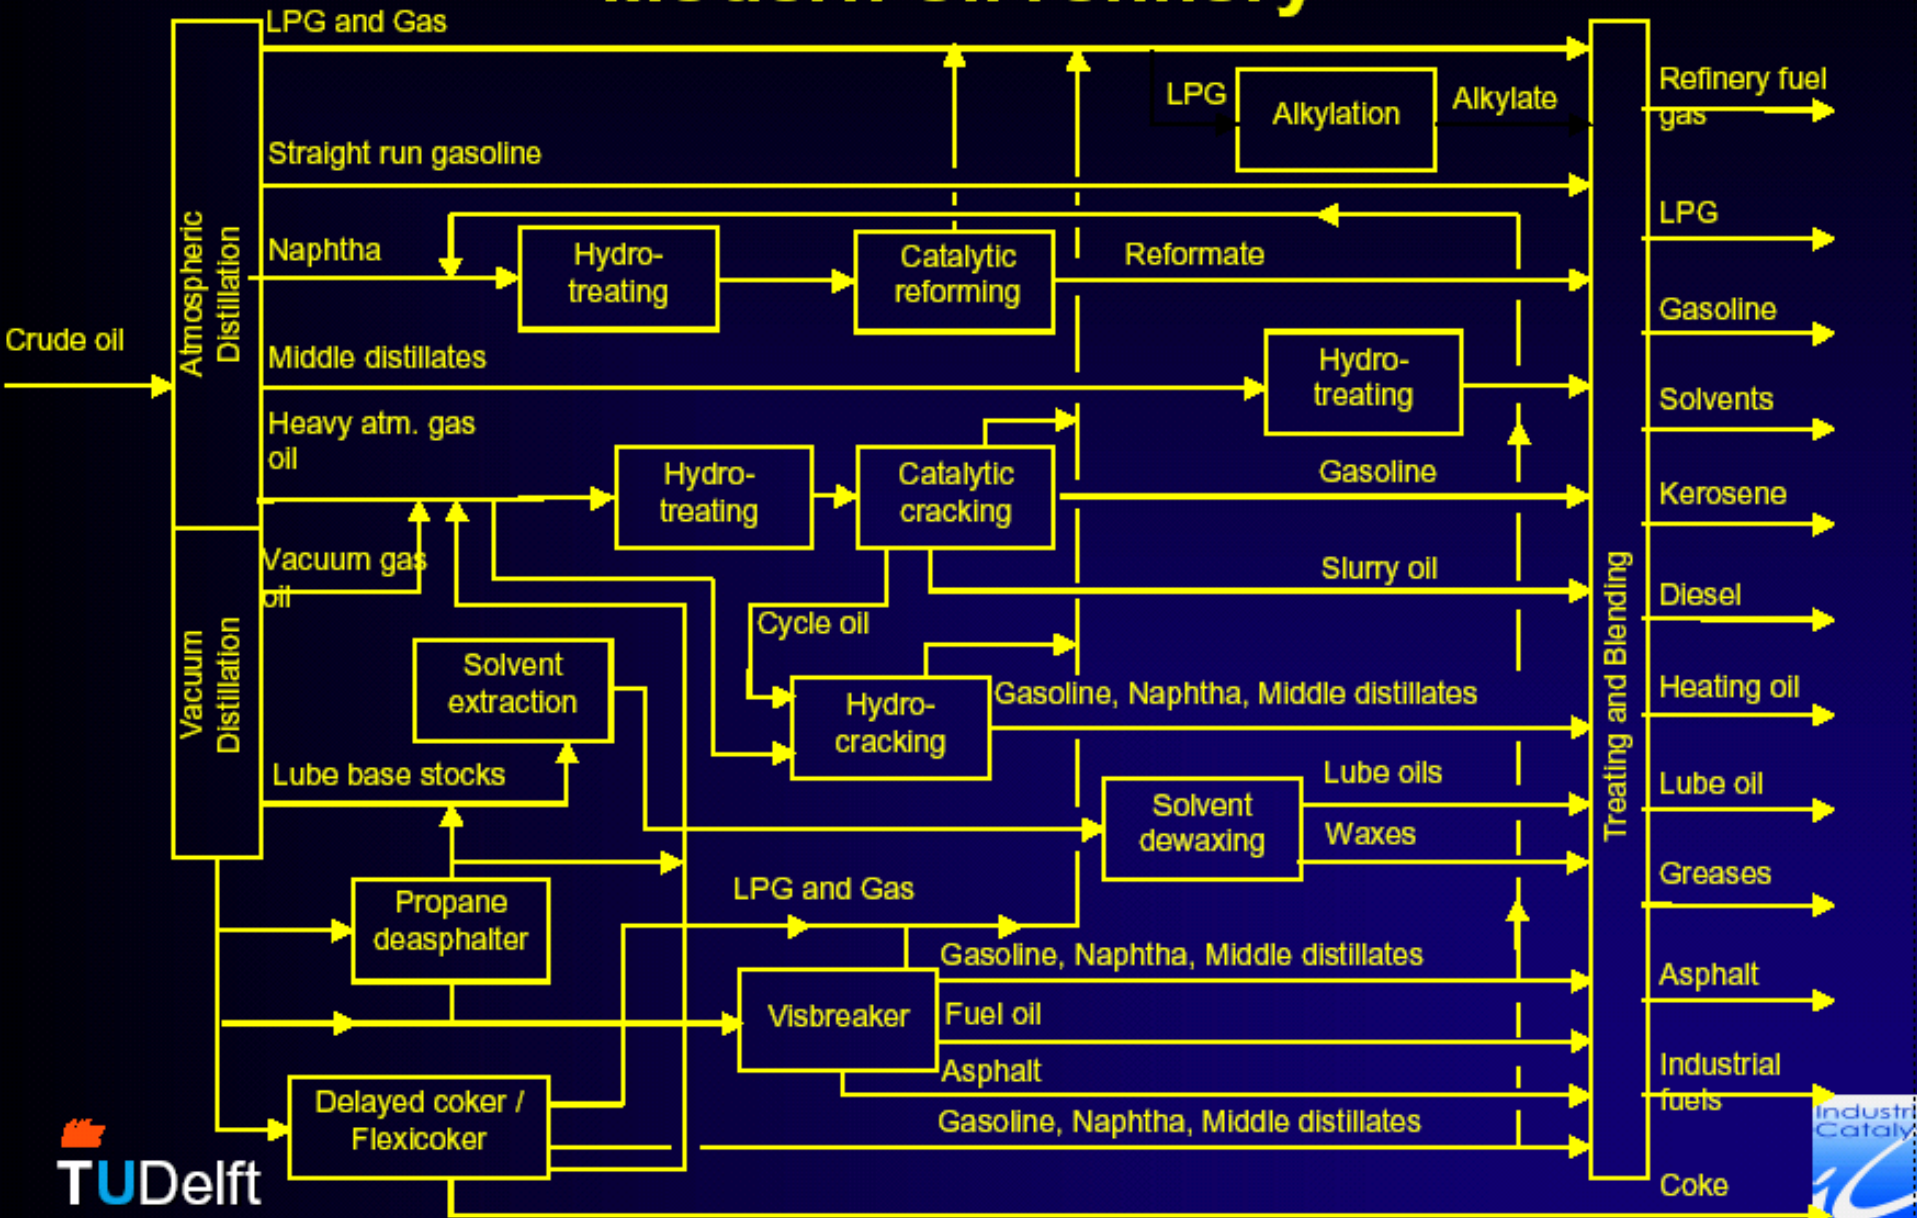 Modern oil refinery
LPG and Gas
LPG
Alkylation
Alkylate
Refinery fuel
gas
Straight run gasoline
LPG
Naphtha
Hydro-
treating
Catalytic
reforming
Reformate
Atmospheric
Distillation
Gasoline
Crude oil
Middle distillates
Hydro-
treating
Solvents
Heavy atm. gas
oil
Hydro-
treating
Catalytic
cracking
Gasoline
Kerosene
Vacuum gas
oil
Slurry oil
Diesel
Cycle oil
Vacuum
Distillation
Solvent
extraction
Hydro-
cracking
Gasoline, Naphtha, Middle distillates
Treating and Blending
Heating oil
Lube base stocks
Solvent
dewaxing
Lube oils
Waxes
Lube oil
Propane
deasphalter
LPG and Gas
Greases
Gasoline, Naphtha, Middle distillates
Visbreaker
Fuel oil
Asphalt
Asphalt
Industrial
fuels
Delayed coker /
Flexicoker
Gasoline, Naphtha, Middle distillates
Coke
TUDelft
Industri
Cataly